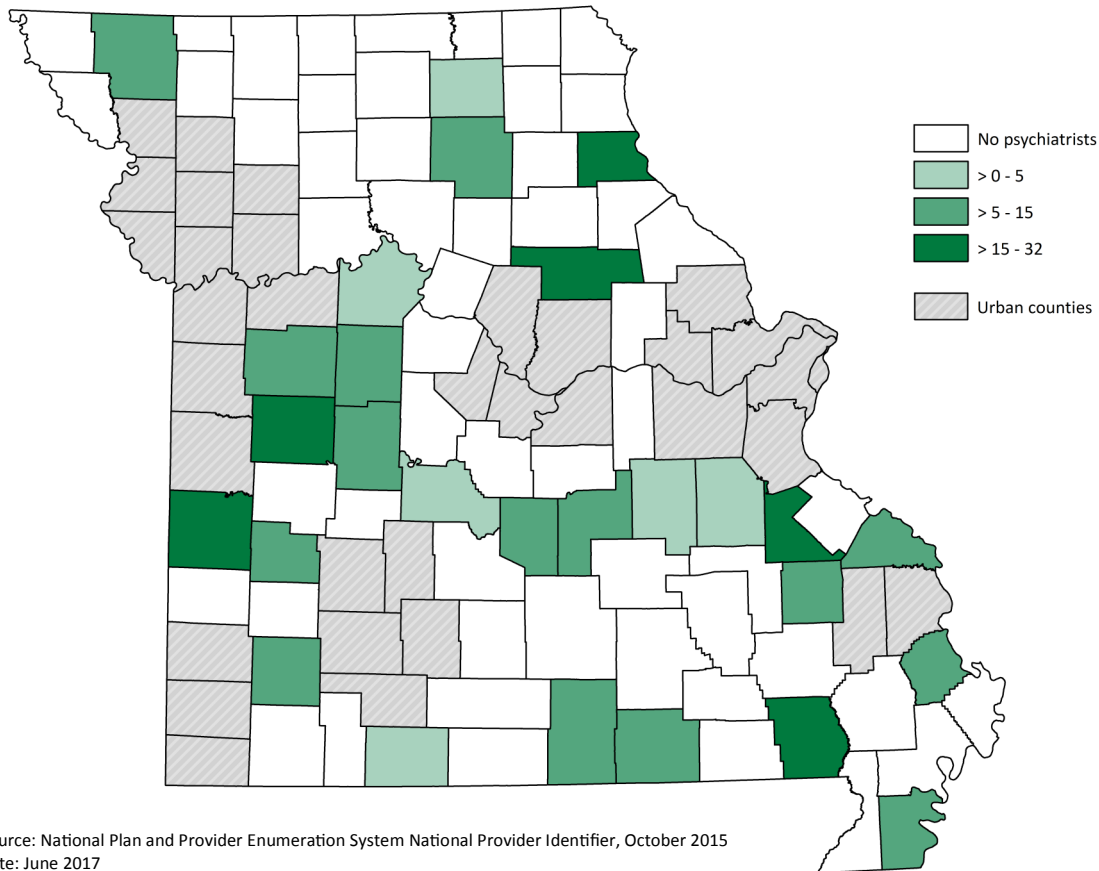 No psychiatrists
> 0 - 5
> 5 - 15
> 15 - 32
Urban counties
urce: National Plan and Provider Enumeration System National Provider Identifier, October 2015
te: June 2017